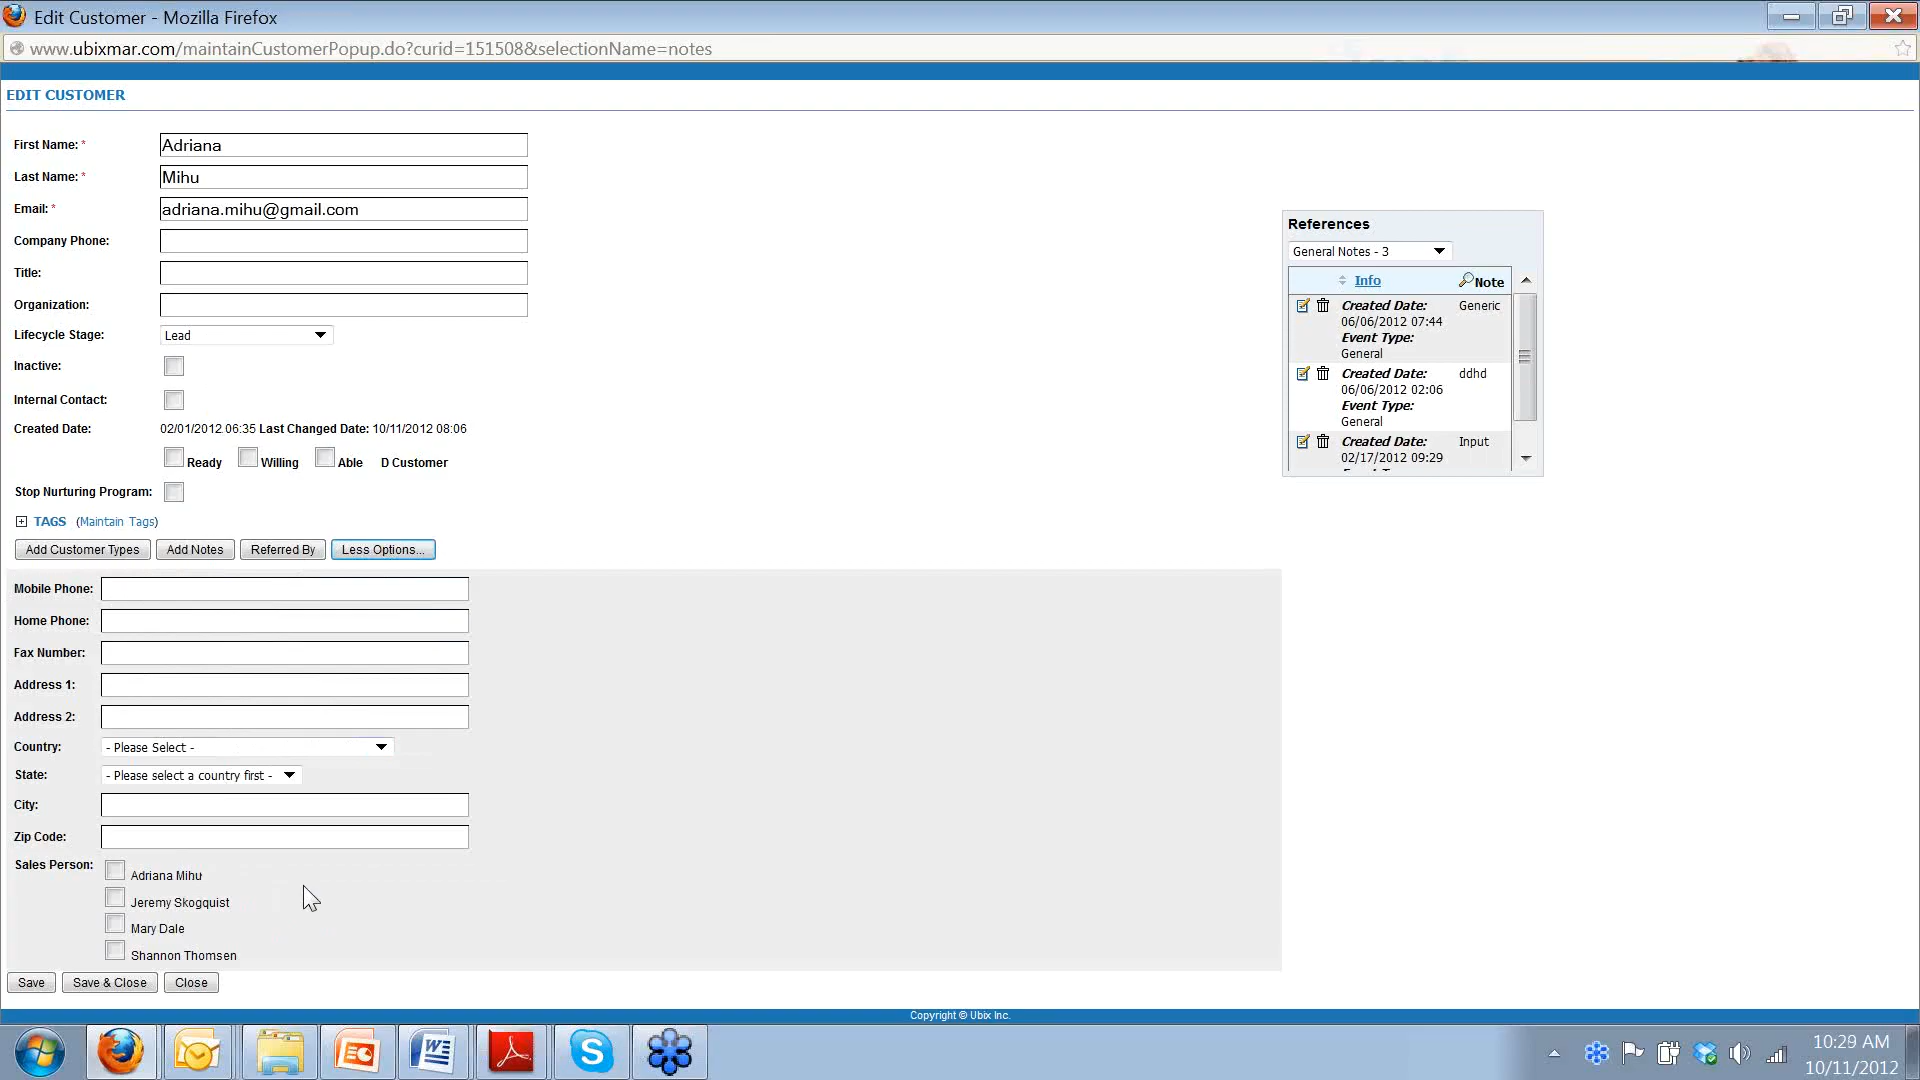 Edit Customer - Mozilla Firefox
www.ubixmar.com/maintainCustomerPopup.do?curid=151508&selectionName=notes
EDIT CUSTOMER
First Name: * Adriana
Last Name: * Mihu
Email: * adriana.mihu@gmail.com
Company Phone:
Title:
Organization:
Lifecycle Stage: Lead
Inactive:
Internal Contact:
Created Date: 02/01/2012 06:35 Last Changed Date: 10/11/2012 08:06
Ready Willing Able D Customer
Stop Nurturing Program:
TAGS (Maintain Tags)
Add Customer Types Add Notes Referred By Less Options...
Mobile Phone:
Home Phone:
Fax Number:
Address 1:
Address 2:
Country: - Please Select -
State: - Please select a country first -
City:
Zip Code:
Sales Person: Adriana Mihu
Jeremy Skogquist
Mary Dale
Shannon Thomsen
Save Save & Close Close
References
General Notes - 3
Info Note
Created Date: Generic
06/06/2012 07:44
Event Type:
General
Created Date: ddhd
06/06/2012 02:06
Event Type:
General
Created Date: Input
02/17/2012 09:29
Copyright © Ubix Inc.
10:29 AM
10/11/2012